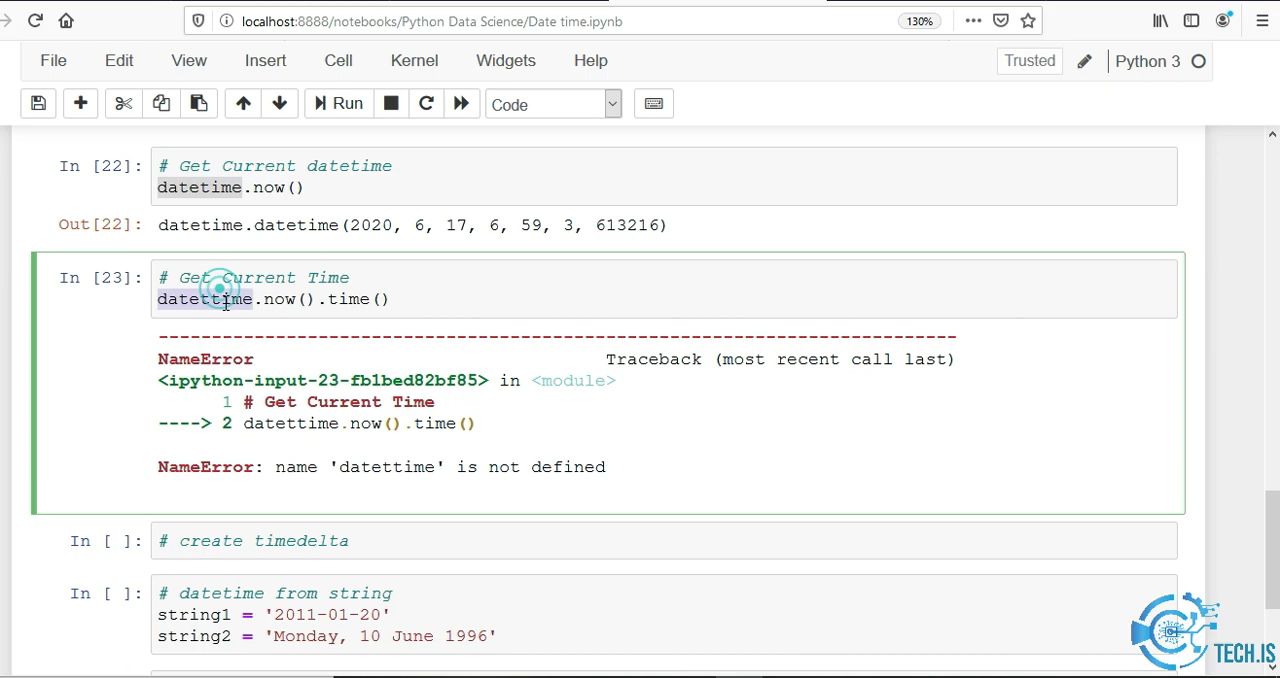 localhost:8888/notebooks/Python Data Science/Date time.ipynb 130%
File Edit View Insert Cell Kernel Widgets Help Trusted Python 3
Run Code
In [22]: # Get Current datetime
datetime.now()
Out[22]: datetime.datetime(2020, 6, 17, 6, 59, 3, 613216)
In [23]: # Get Current Time
datettime.now().time()
---------------------------------------------------------------------------
NameError Traceback (most recent call last)
<ipython-input-23-fb1bed82bf85> in <module>
1 # Get Current Time
----> 2 datettime.now().time()
NameError: name 'datettime' is not defined
In [ ]: # create timedelta
In [ ]: # datetime from string
string1 = '2011-01-20'
string2 = 'Monday, 10 June 1996'
TECH.IS